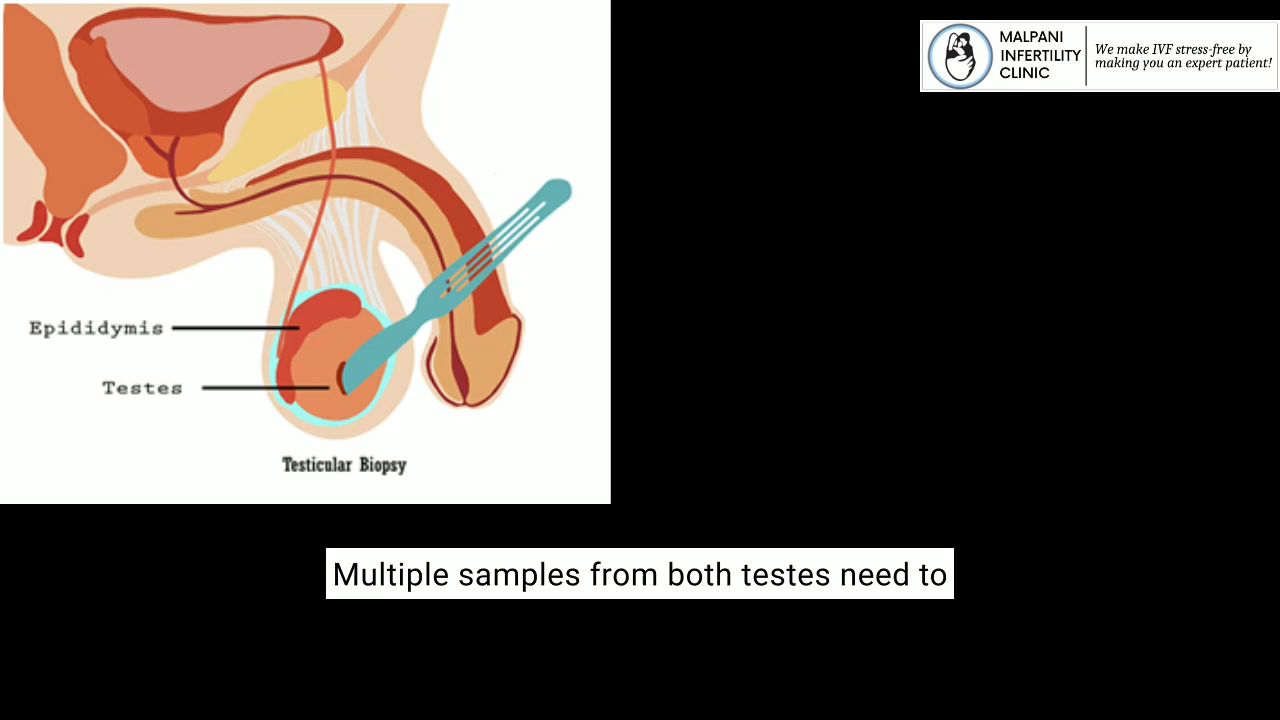 MALPANI
INFERTILITY
CLINIC
We make IVF stress-free by
making you an expert patient!
Epididymis
Testes
Testicular Biopsy
Multiple samples from both testes need to